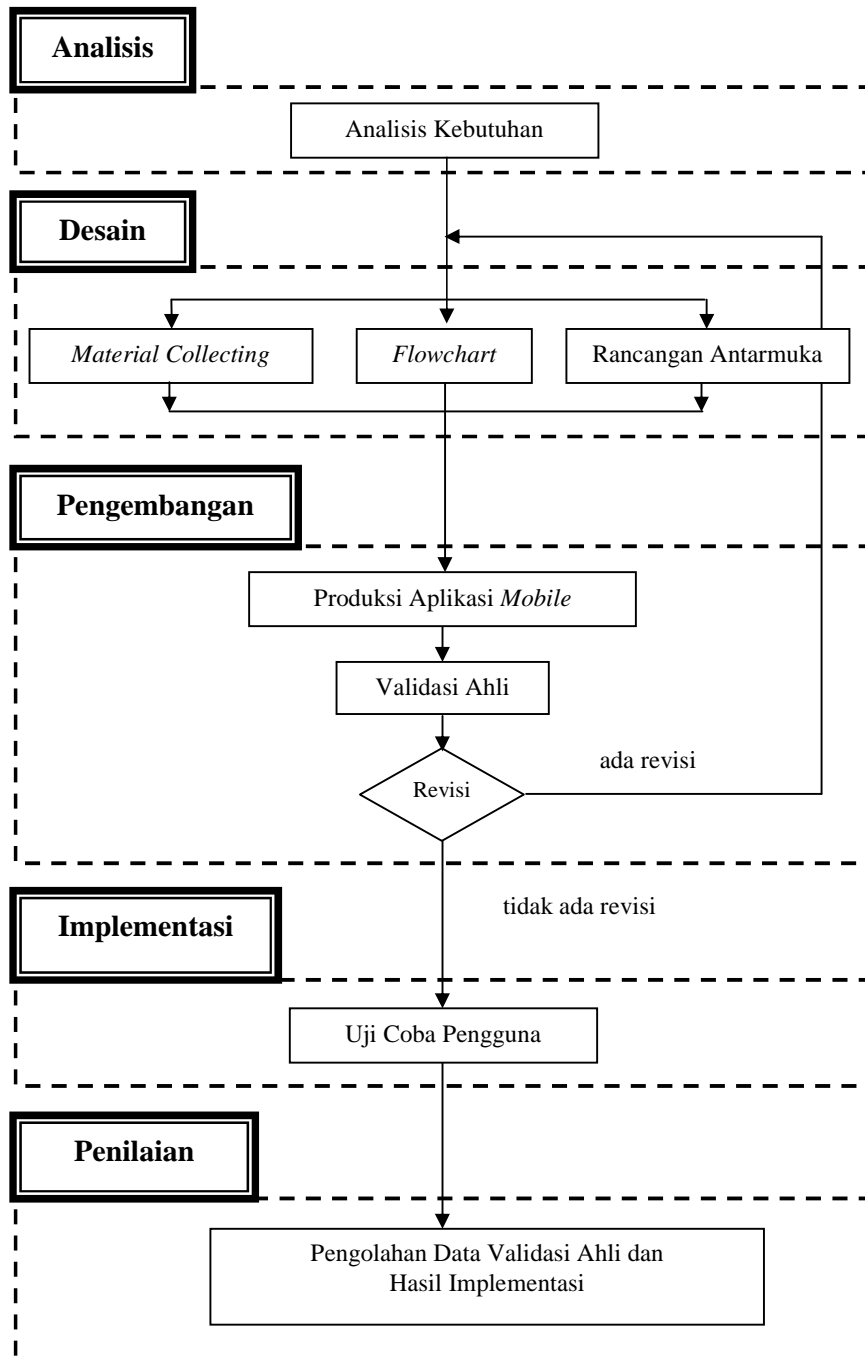 Analisis
Analisis Kebutuhan
Desain
Material Collecting
Flowchart
Rancangan Antarmuka
Pengembangan
Produksi Aplikasi Mobile
Validasi Ahli
Revisi
ada revisi
tidak ada revisi
Implementasi
Uji Coba Pengguna
Penilaian
Pengolahan Data Validasi Ahli dan
Hasil Implementasi